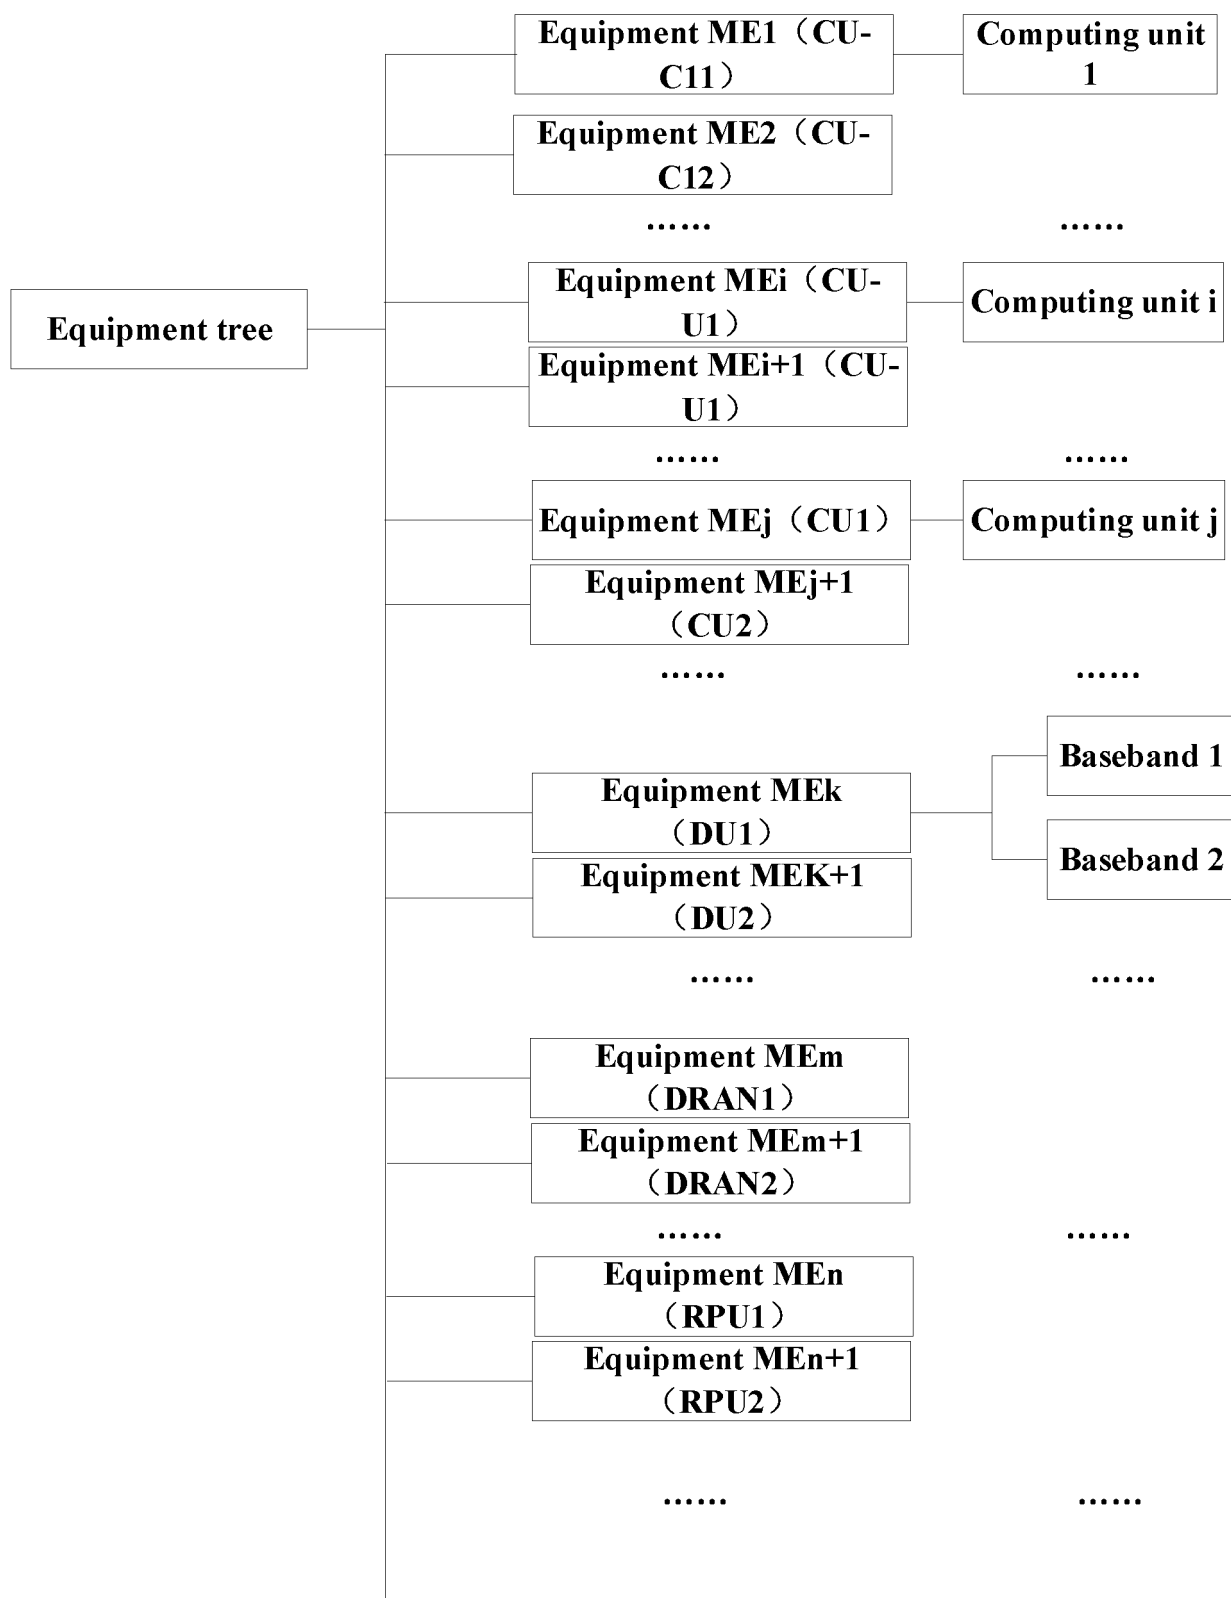 Equipment ME1（CU-
C11）
Computing unit
1
Equipment ME2（CU-
C12）
……
……
Equipment MEi（CU-
U1）
Computing unit i
Equipment tree
Equipment MEi+1（CU-
U1）
……
……
Equipment MEj（CU1）
Computing unit j
Equipment MEj+1
（CU2）
……
……
Baseband 1
Equipment MEk
（DU1）
Baseband 2
Equipment MEK+1
（DU2）
……
……
Equipment MEm
（DRAN1）
Equipment MEm+1
（DRAN2）
……
……
Equipment MEn
（RPU1）
Equipment MEn+1
（RPU2）
……
……